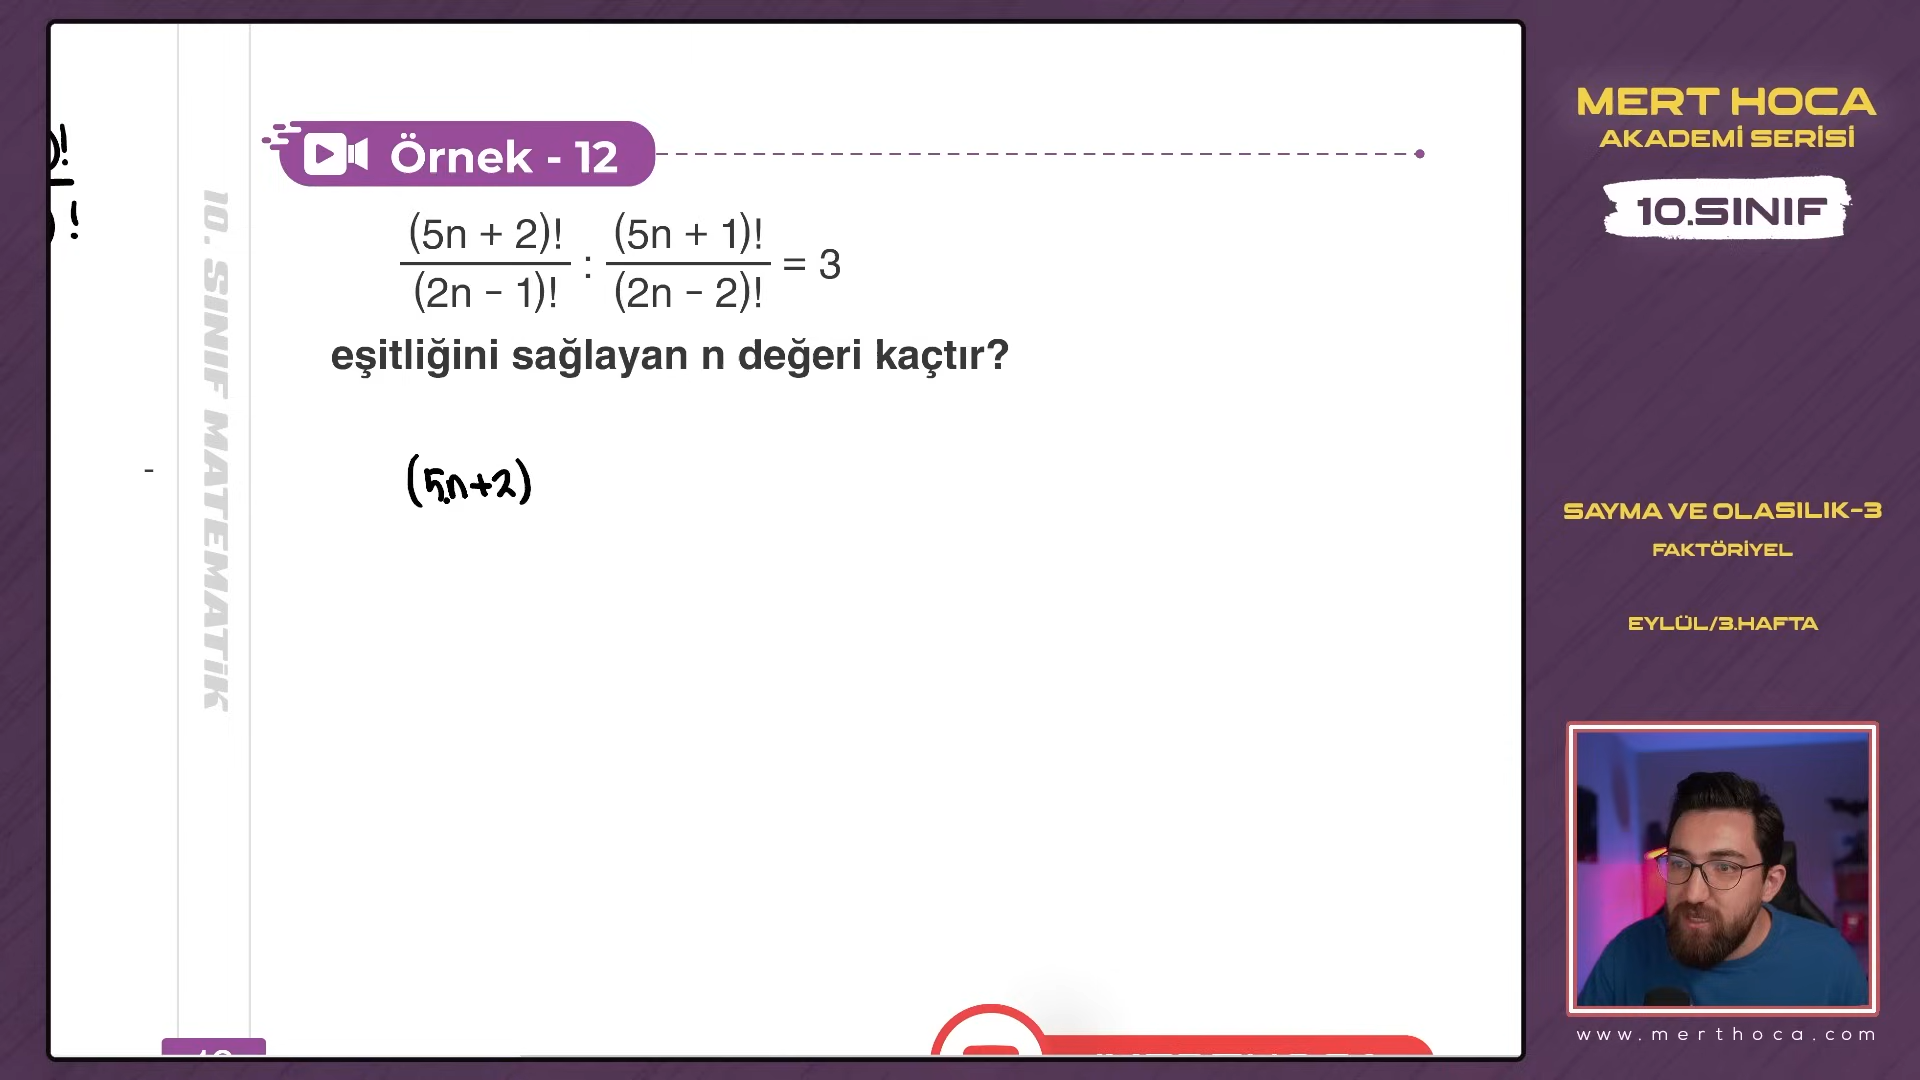 )!
)!
10. SINIF MATEMATİK
Örnek - 12
(5n + 2)! / (2n - 1)! : (5n + 1)! / (2n - 2)! = 3
eşitliğini sağlayan n değeri kaçtır?
-
(5n+2)
MERT HOCA
AKADEMİ SERİSİ
10.SINIF
SAYMA VE OLASILIK-3
FAKTÖRİYEL
EYLÜL/3.HAFTA
www.merthoca.com